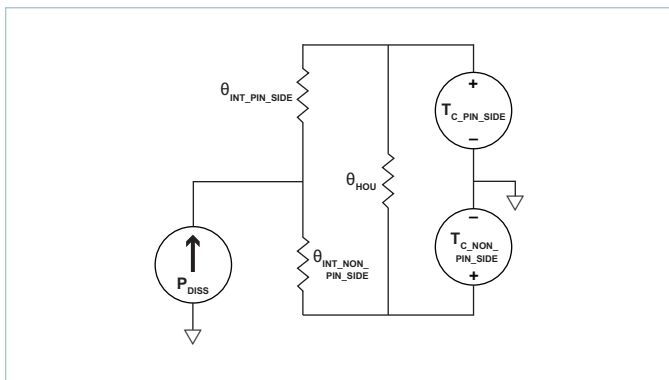 θINT_PIN_SIDE
+
TC_PIN_SIDE
–
θHOU
–
TC_NON_
PIN_SIDE
+
θINT_NON_
PIN_SIDE
PDISS